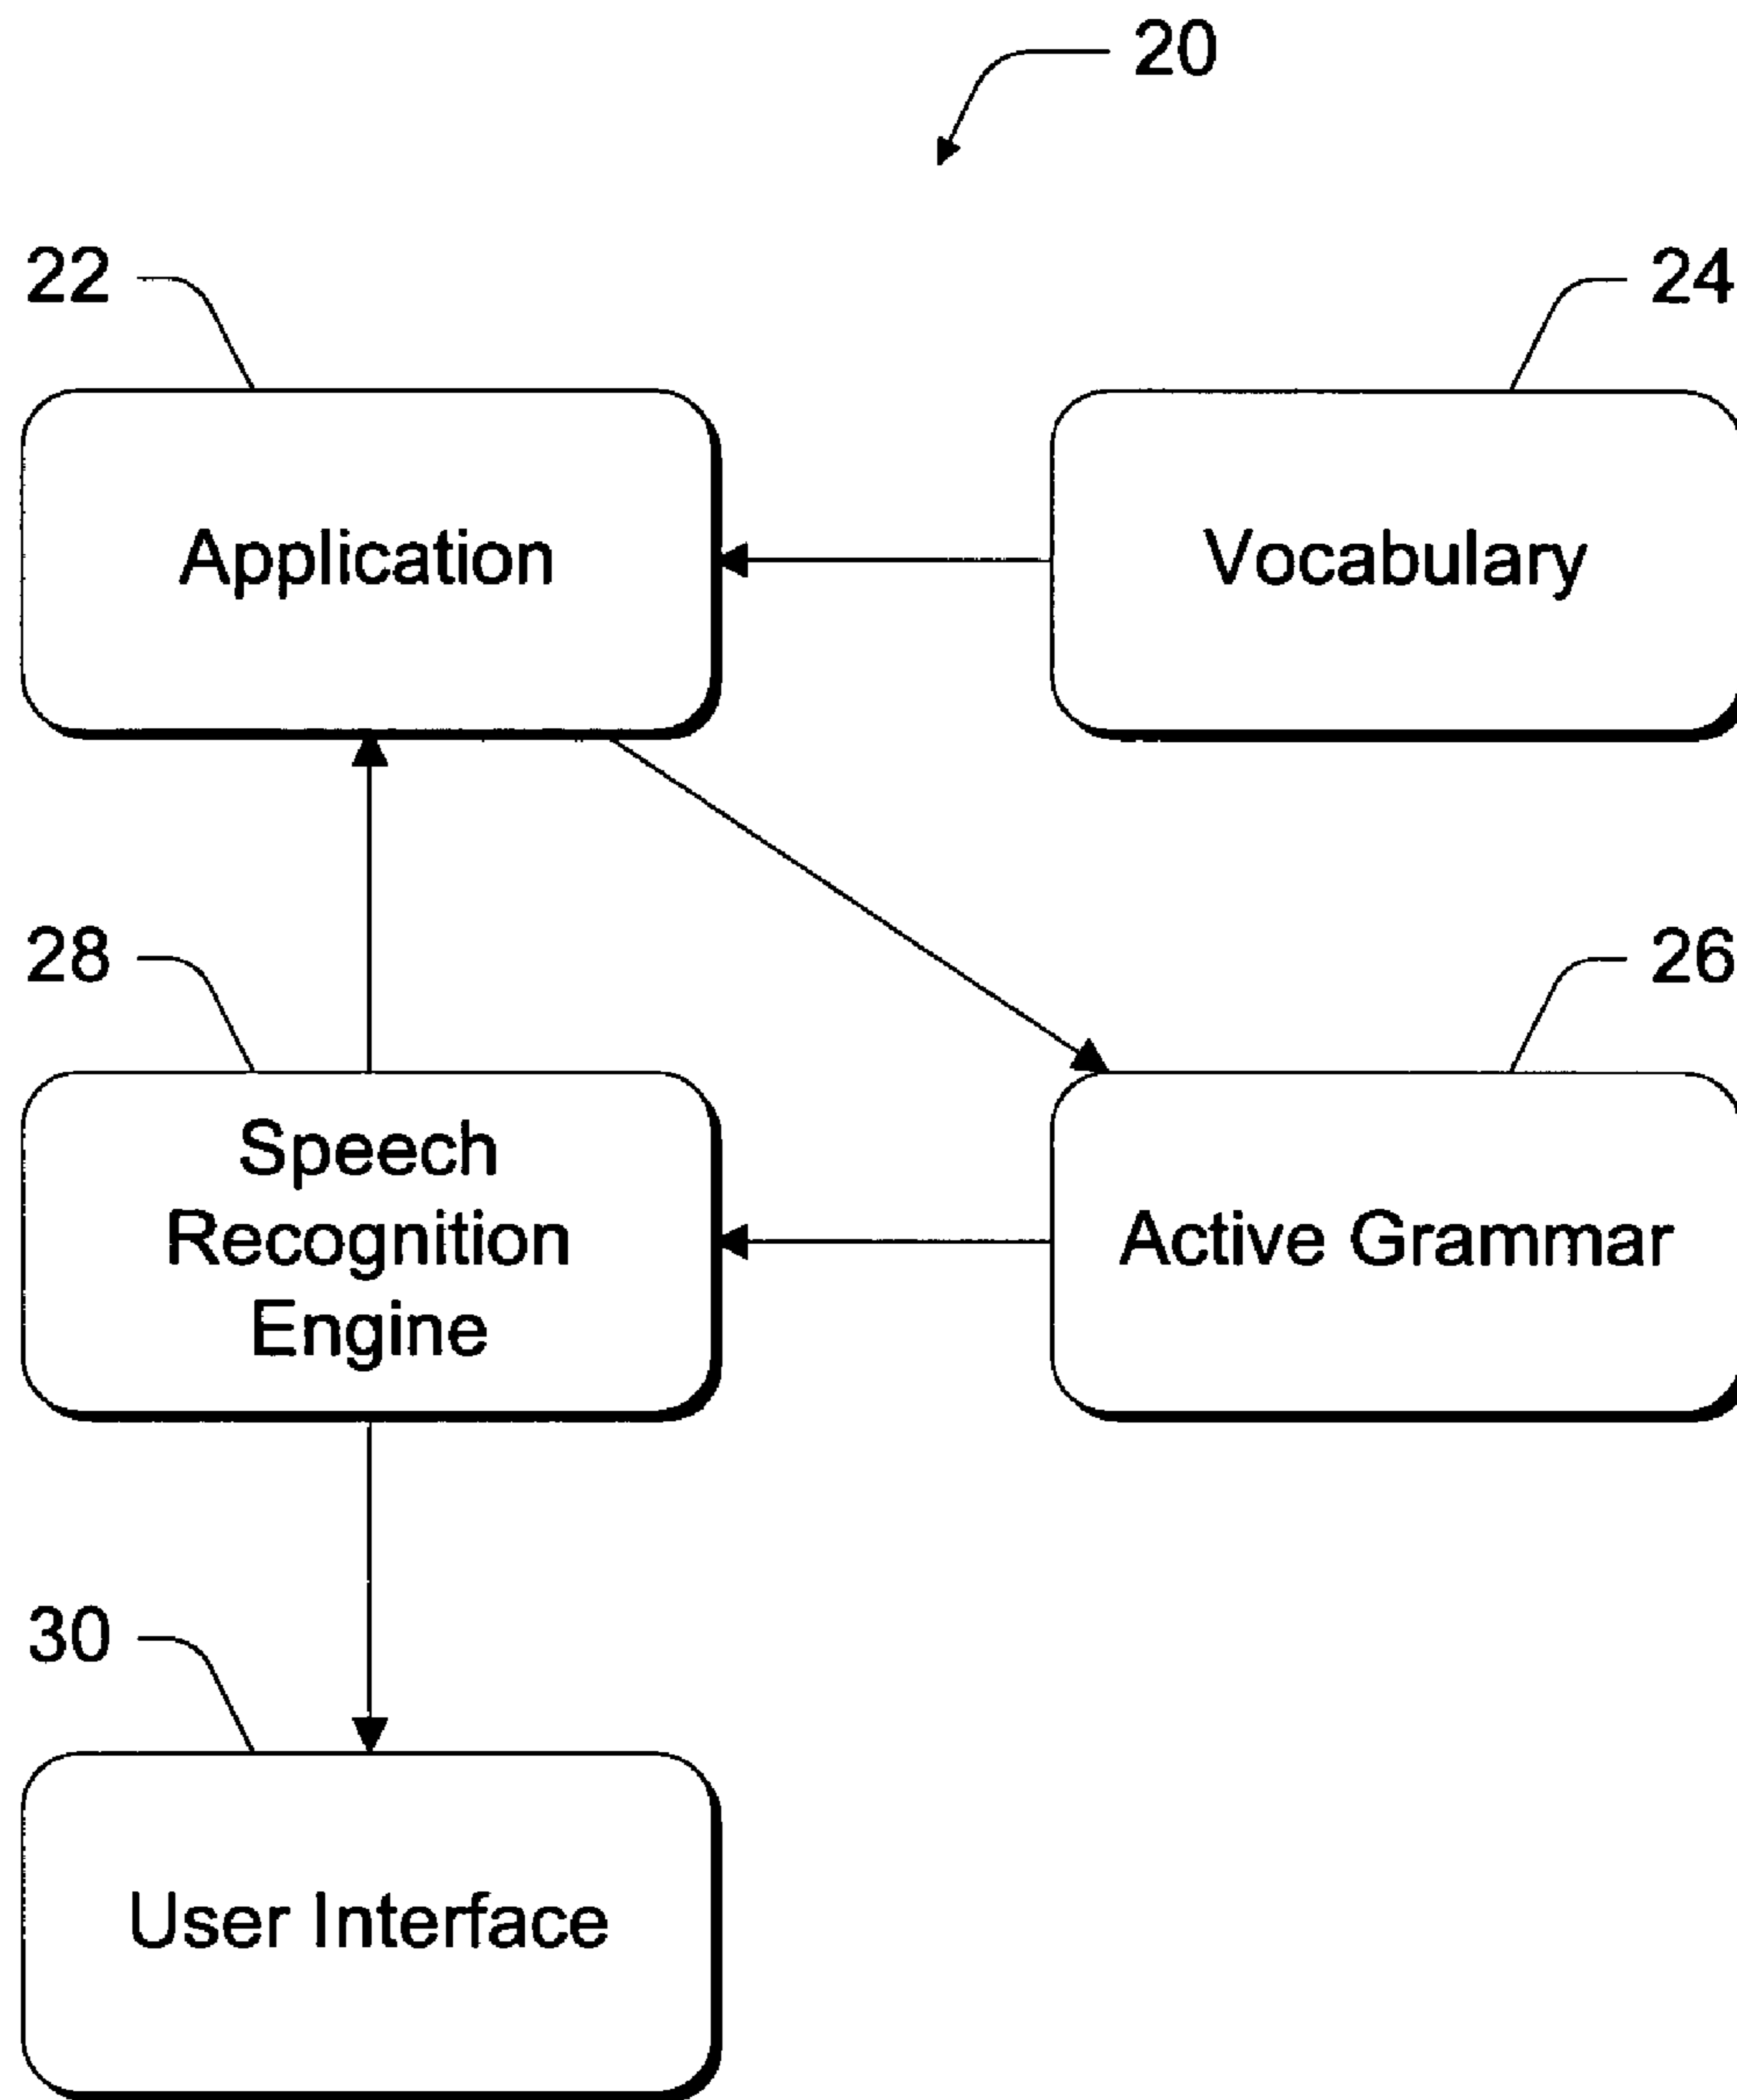 20
22
24
Application
Vocabulary
28
26
Speech
Recognition
Engine
Active Grammar
30
User Interface